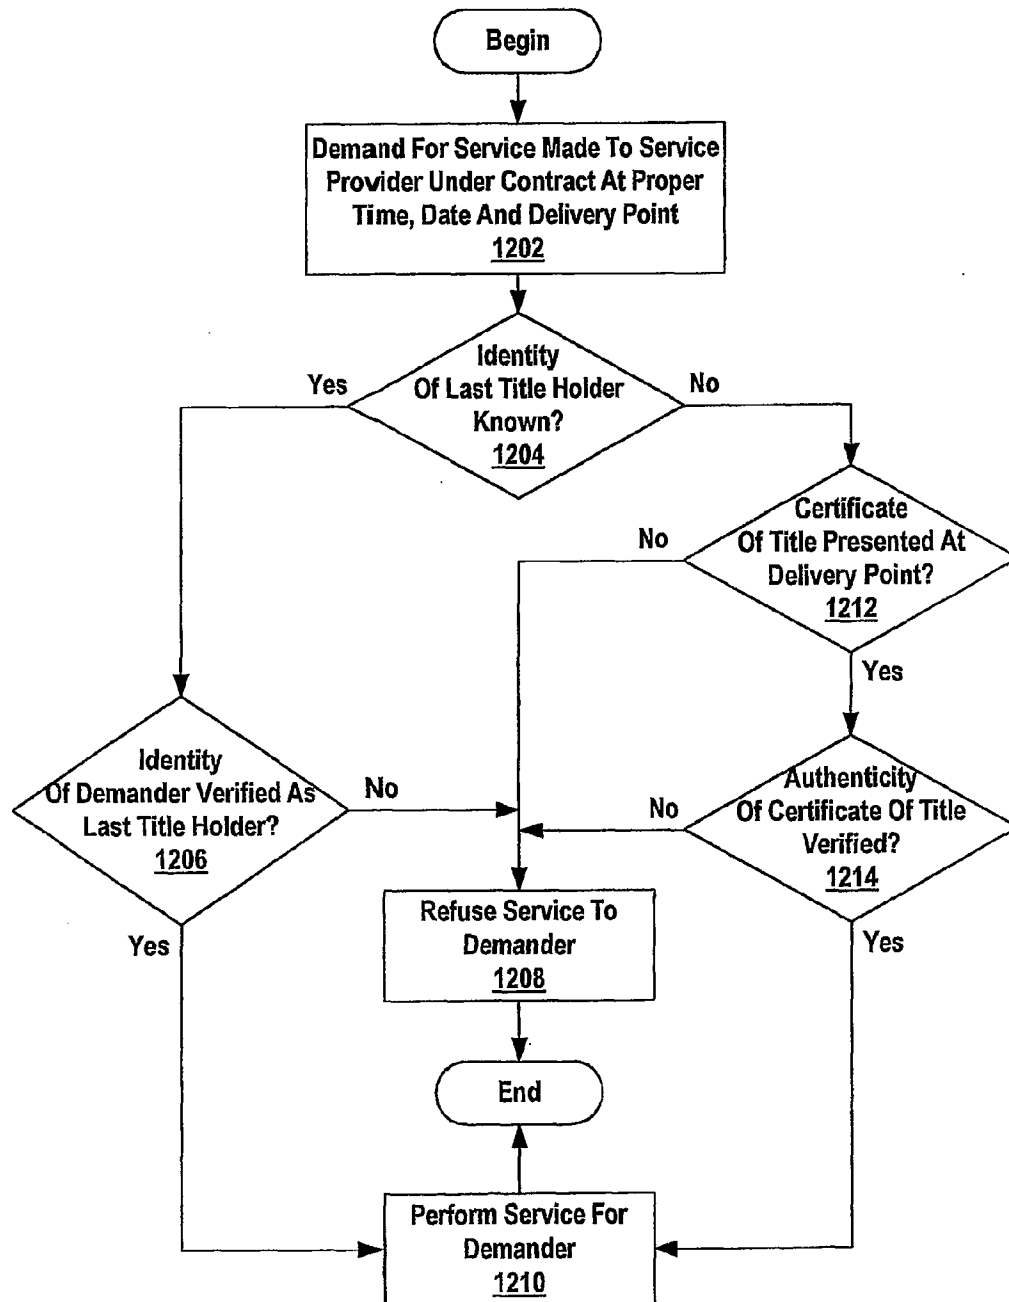 Begin
Demand For Service Made To Service
Provider Under Contract At Proper
Time, Date And Delivery Point
1202
Identity
Of Last Title Holder
Known?
1204
Yes
No
Certificate
Of Title Presented At
Delivery Point?
1212
No
Yes
Identity
Of Demander Verified As
Last Title Holder?
1206
No
Yes
Authenticity
Of Certificate Of Title
Verified?
1214
No
Yes
Refuse Service To
Demander
1208
End
Perform Service For
Demander
1210